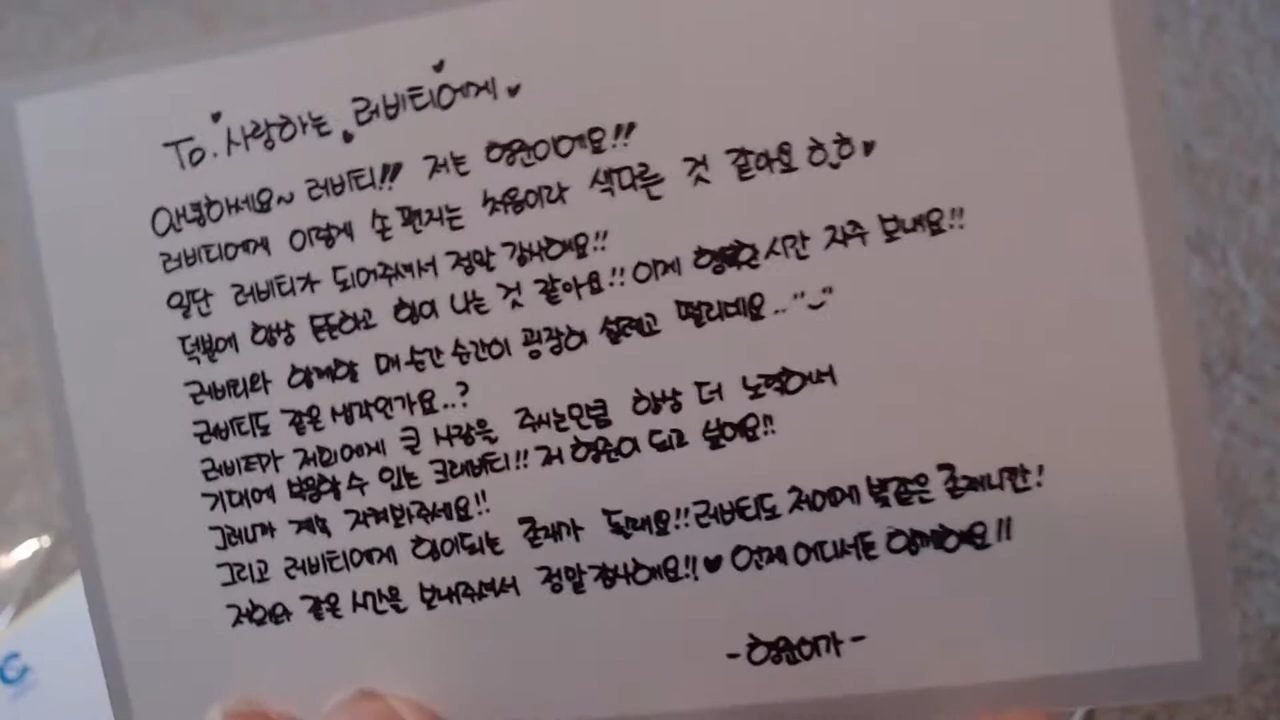 To. 사랑하는 러비티에게
안녕하세요~ 러비티!! 저는 형준이에요!!
러비티에게 이렇게 손 편지는 처음이라 색다른 것 같아요 ㅎㅎ
일단 러비티가 되어주셔서 정말 감사해요!!
덕분에 항상 든든하고 힘이 나는 것 같아요!! 이제 시간 자주 보내요!!
러비티와 함께할 매 순간 순간이 굉장히 설레고 떨리네요..
러비티도 같은 생각인가요..?
러비티가 저희에게 큰 사랑을 주시는만큼 항상 더 노력해서
기대에 보답할 수 있는 크래비티!! 저 형준이 되고 싶어요!!
그러니까 계속 지켜봐주세요!!
그리고 러비티에게 힘이되는 존재가 될래요!! 러비티도 저에게 빛같은 존재니깐!
저희와 같은 시간을 보내주셔서 정말 감사해요!! 언제 어디서든 함께해요!!
-형준이가-